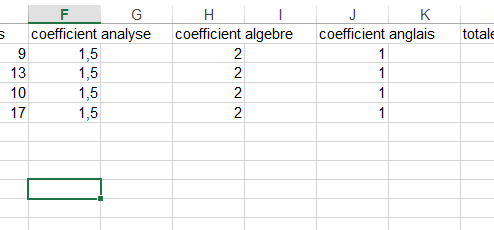 F G H I J K
s coefficient analyse coefficient algebre coefficient anglais totale
9 1,5 2 1
13 1,5 2 1
10 1,5 2 1
17 1,5 2 1